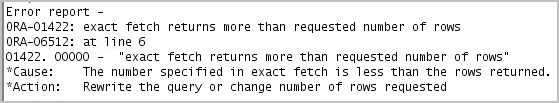 Error report -
ORA-01422: exact fetch returns more than requested number of rows
ORA-06512: at line 6
01422. 00000 -  "exact fetch returns more than requested number of rows"
*Cause:    The number specified in exact fetch is less than the rows returned.
*Action:   Rewrite the query or change number of rows requested